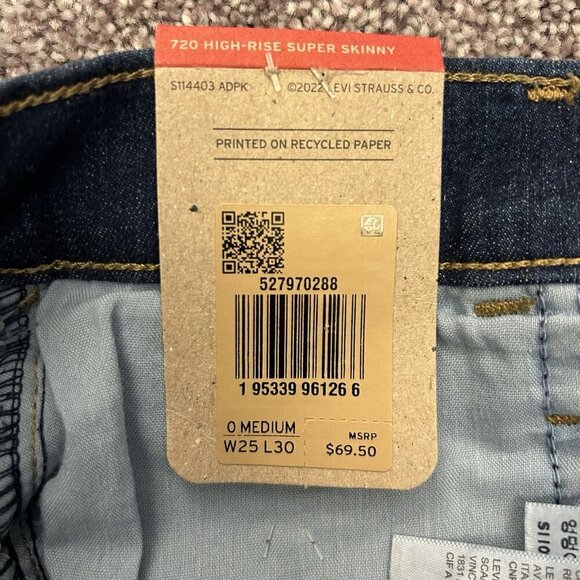 720 HIGH-RISE SUPER SKINNY
S114403 ADPK ©2022 LEVI STRAUSS & CO.
PRINTED ON RECYCLED PAPER
527970288
1 95339 96126 6
0 MEDIUM
W25 L30
MSRP
$69.50